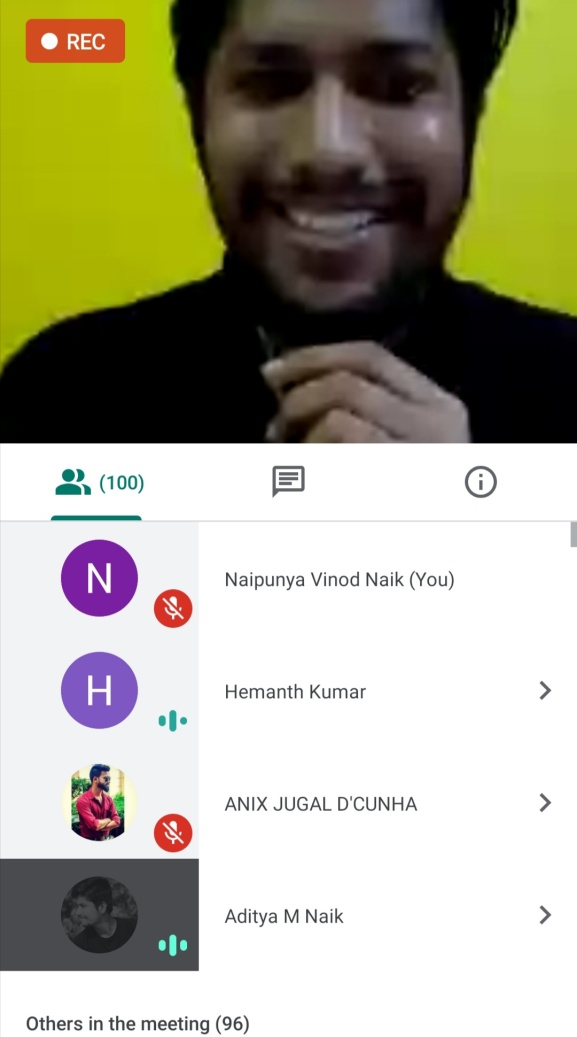 REC
(100)
N
Naipunya Vinod Naik (You)
H
Hemanth Kumar
ANIX JUGAL D'CUNHA
Aditya M Naik
Others in the meeting (96)